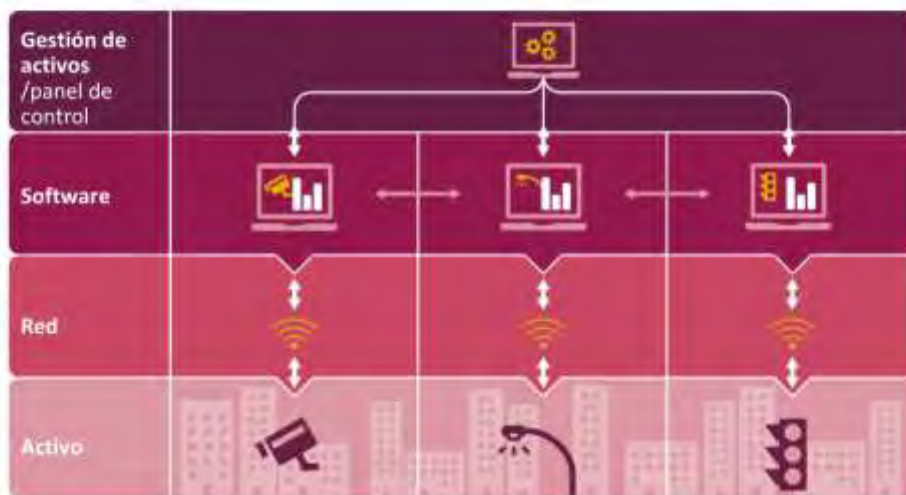 Gestión de
activos
/panel de
control
Software
Red
Activo